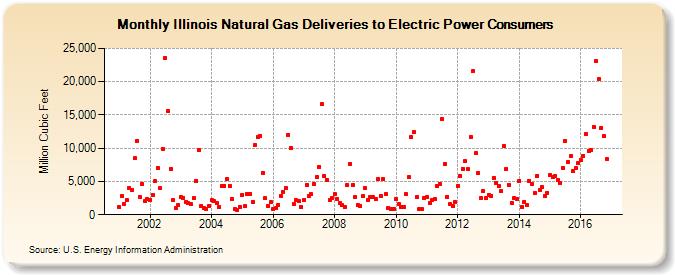 Monthly Illinois Natural Gas Deliveries to Electric Power Consumers
Million Cubic Feet
25,000
20,000
15,000
10,000
5,000
0
2002 2004 2006 2008 2010 2012 2014 2016
Source: U.S. Energy Information Administration